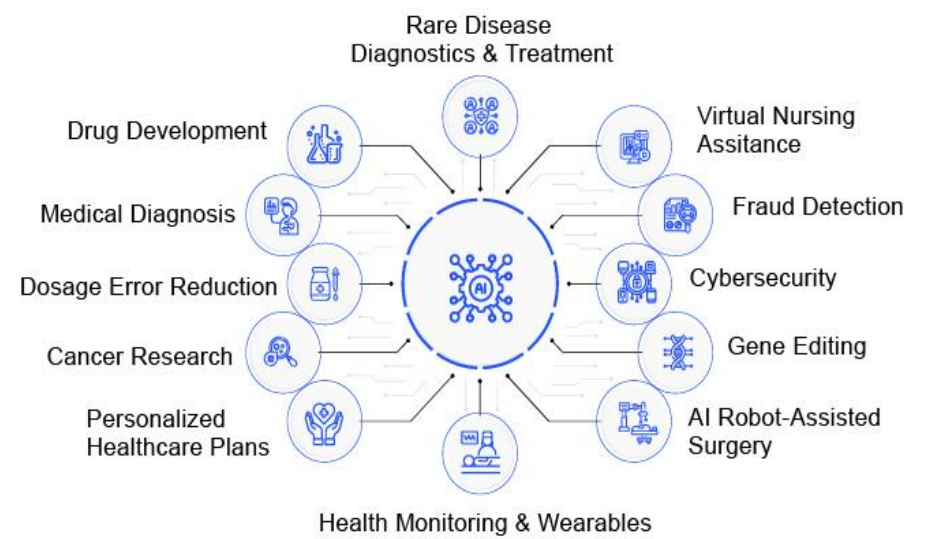 Rare Disease
Diagnostics & Treatment
Drug Development
Virtual Nursing
Assitance
Medical Diagnosis
Fraud Detection
Dosage Error Reduction
Cybersecurity
AI
Cancer Research
Gene Editing
Personalized
Healthcare Plans
AI Robot-Assisted
Surgery
Health Monitoring & Wearables